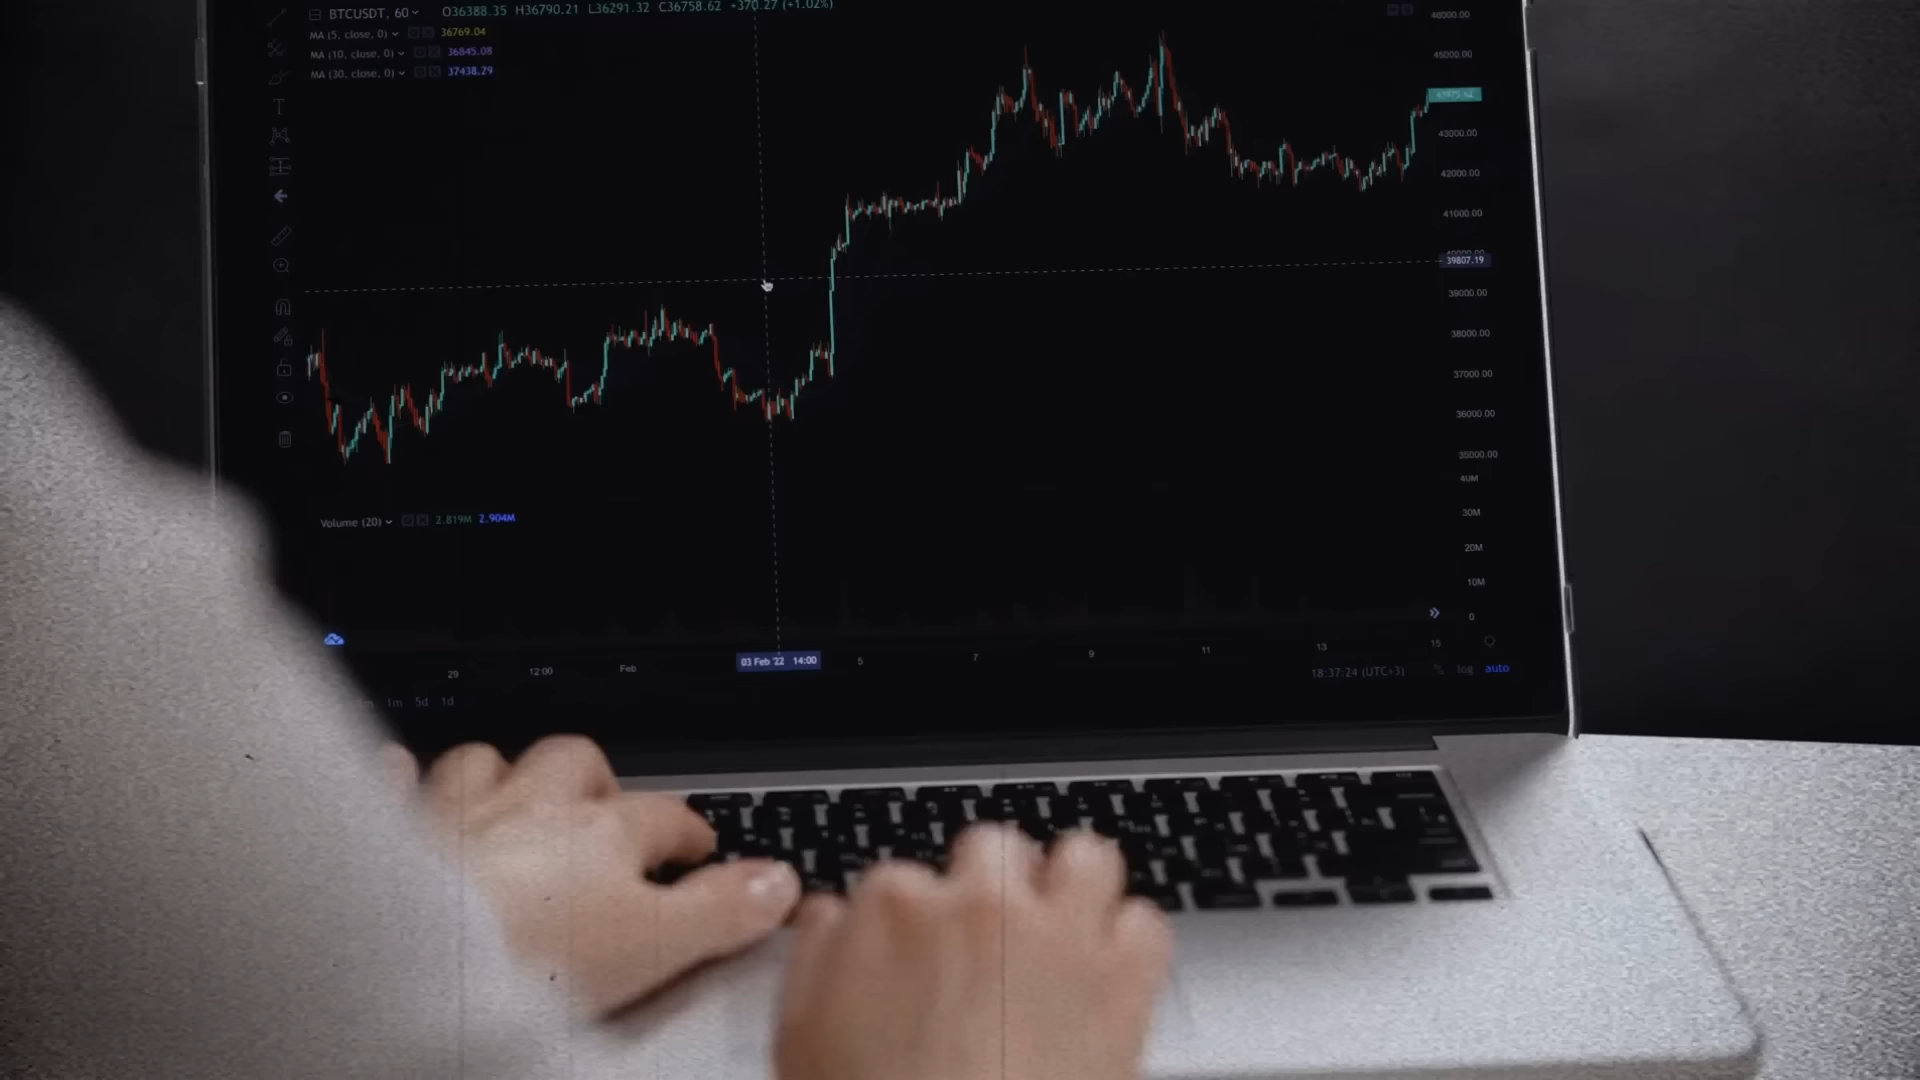 BTCUSDT, 60 O36388.35 H36790.21 L36291.32 C36758.62 +370.27 (+1.02%)
MA (5, close, 0) 36769.04
MA (10, close, 0) 36845.08
MA (30, close, 0) 37438.29
46000.00
45000.00
43000.00
42000.00
41000.00
39807.19
39000.00
38000.00
37000.00
36000.00
35000.00
Volume (20) 2.819M 2.904M
40M
30M
20M
10M
0
29 12:00 Feb 03 Feb '22 14:00 5 7 9 11 13 15
18:37:24 (UTC+3) % log auto
1m 5d 1d